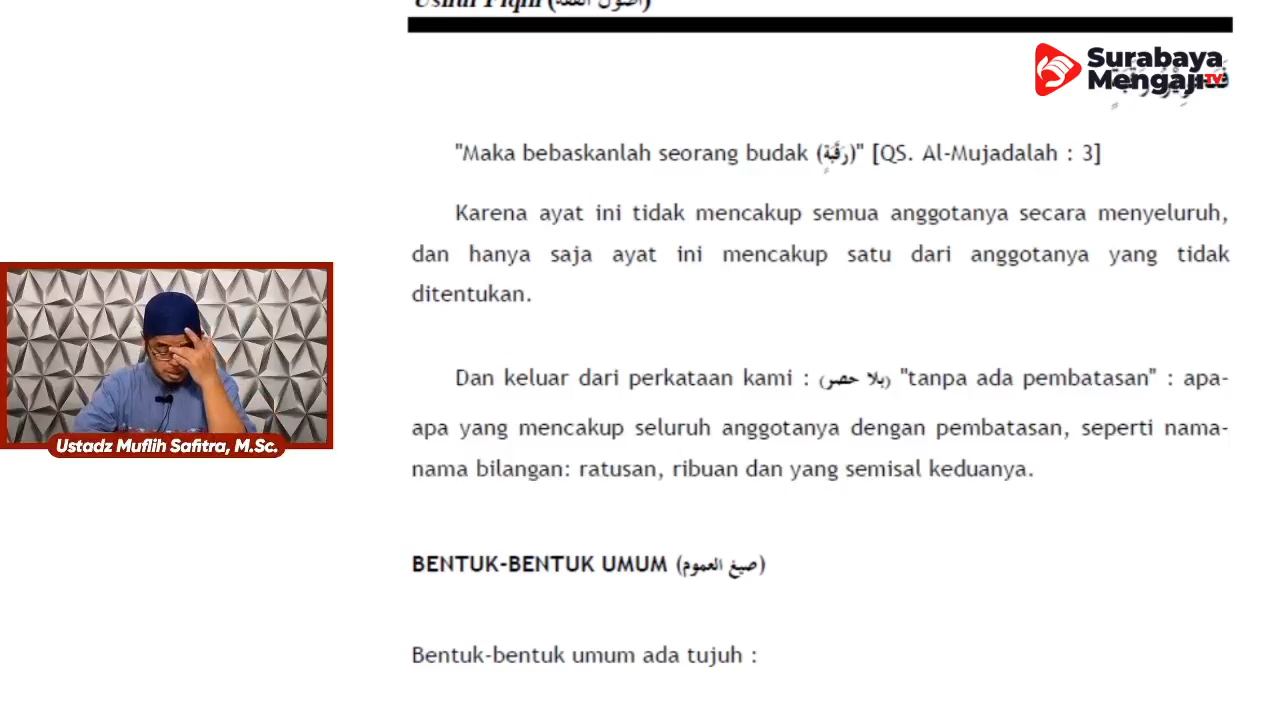 Ushul Fiqih (أصول الفقه)
Surabaya
Mengaji TV
"Maka bebaskanlah seorang budak (رَقَبَةٍ)" [QS. Al-Mujadalah : 3]
Karena ayat ini tidak mencakup semua anggotanya secara menyeluruh,
dan hanya saja ayat ini mencakup satu dari anggotanya yang tidak
ditentukan.
Dan keluar dari perkataan kami : (بلا حصر) "tanpa ada pembatasan" : apa-
apa yang mencakup seluruh anggotanya dengan pembatasan, seperti nama-
nama bilangan: ratusan, ribuan dan yang semisal keduanya.
BENTUK-BENTUK UMUM (صيغ العموم)
Bentuk-bentuk umum ada tujuh :
Ustadz Muflih Safitra, M.Sc.